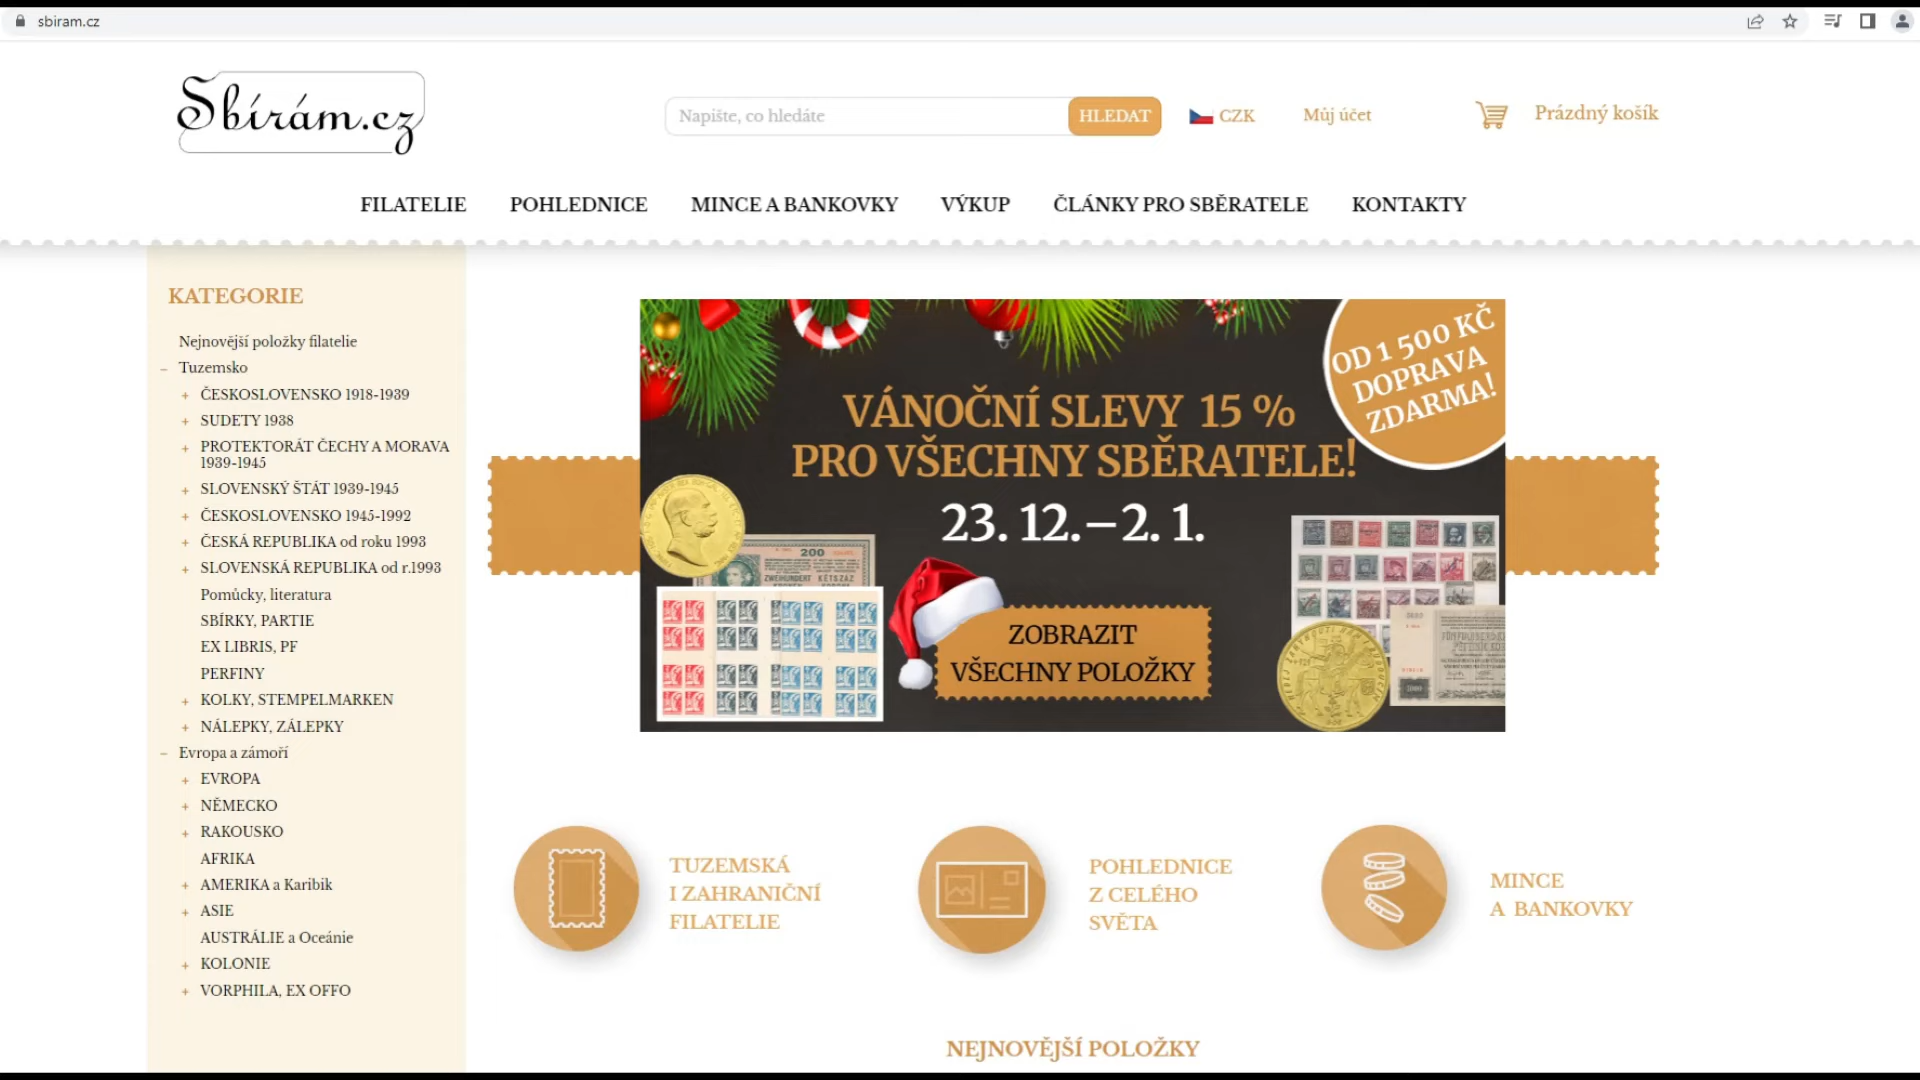 sbiram.cz
Sbírám.cz
Napište, co hledáte
HLEDAT
CZK
Můj účet
Prázdný košík
FILATELIE
POHLEDNICE
MINCE A BANKOVKY
VÝKUP
ČLÁNKY PRO SBĚRATELE
KONTAKTY
KATEGORIE
Nejnovější položky filatelie
– Tuzemsko
+ ČESKOSLOVENSKO 1918-1939
+ SUDETY 1938
+ PROTEKTORÁT ČECHY A MORAVA
1939-1945
+ SLOVENSKÝ ŠTÁT 1939-1945
+ ČESKOSLOVENSKO 1945-1992
+ ČESKÁ REPUBLIKA od roku 1993
+ SLOVENSKÁ REPUBLIKA od r.1993
Pomůcky, literatura
SBÍRKY, PARTIE
EX LIBRIS, PF
PERFINY
+ KOLKY, STEMPELMARKEN
+ NÁLEPKY, ZÁLEPKY
– Evropa a zámoří
+ EVROPA
+ NĚMECKO
+ RAKOUSKO
AFRIKA
+ AMERIKA a Karibik
+ ASIE
AUSTRÁLIE a Oceánie
+ KOLONIE
+ VORPHILA, EX OFFO
OD 1 500 KČ
DOPRAVA
ZDARMA!
VÁNOČNÍ SLEVY 15 %
PRO VŠECHNY SBĚRATELE!
23. 12.–2. 1.
200
ZWEIHUNDERT KÉTSZÁZ
ZOBRAZIT
VŠECHNY POLOŽKY
TUZEMSKÁ
I ZAHRANIČNÍ
FILATELIE
POHLEDNICE
Z CELÉHO
SVĚTA
MINCE
A BANKOVKY
NEJNOVĚJŠÍ POLOŽKY